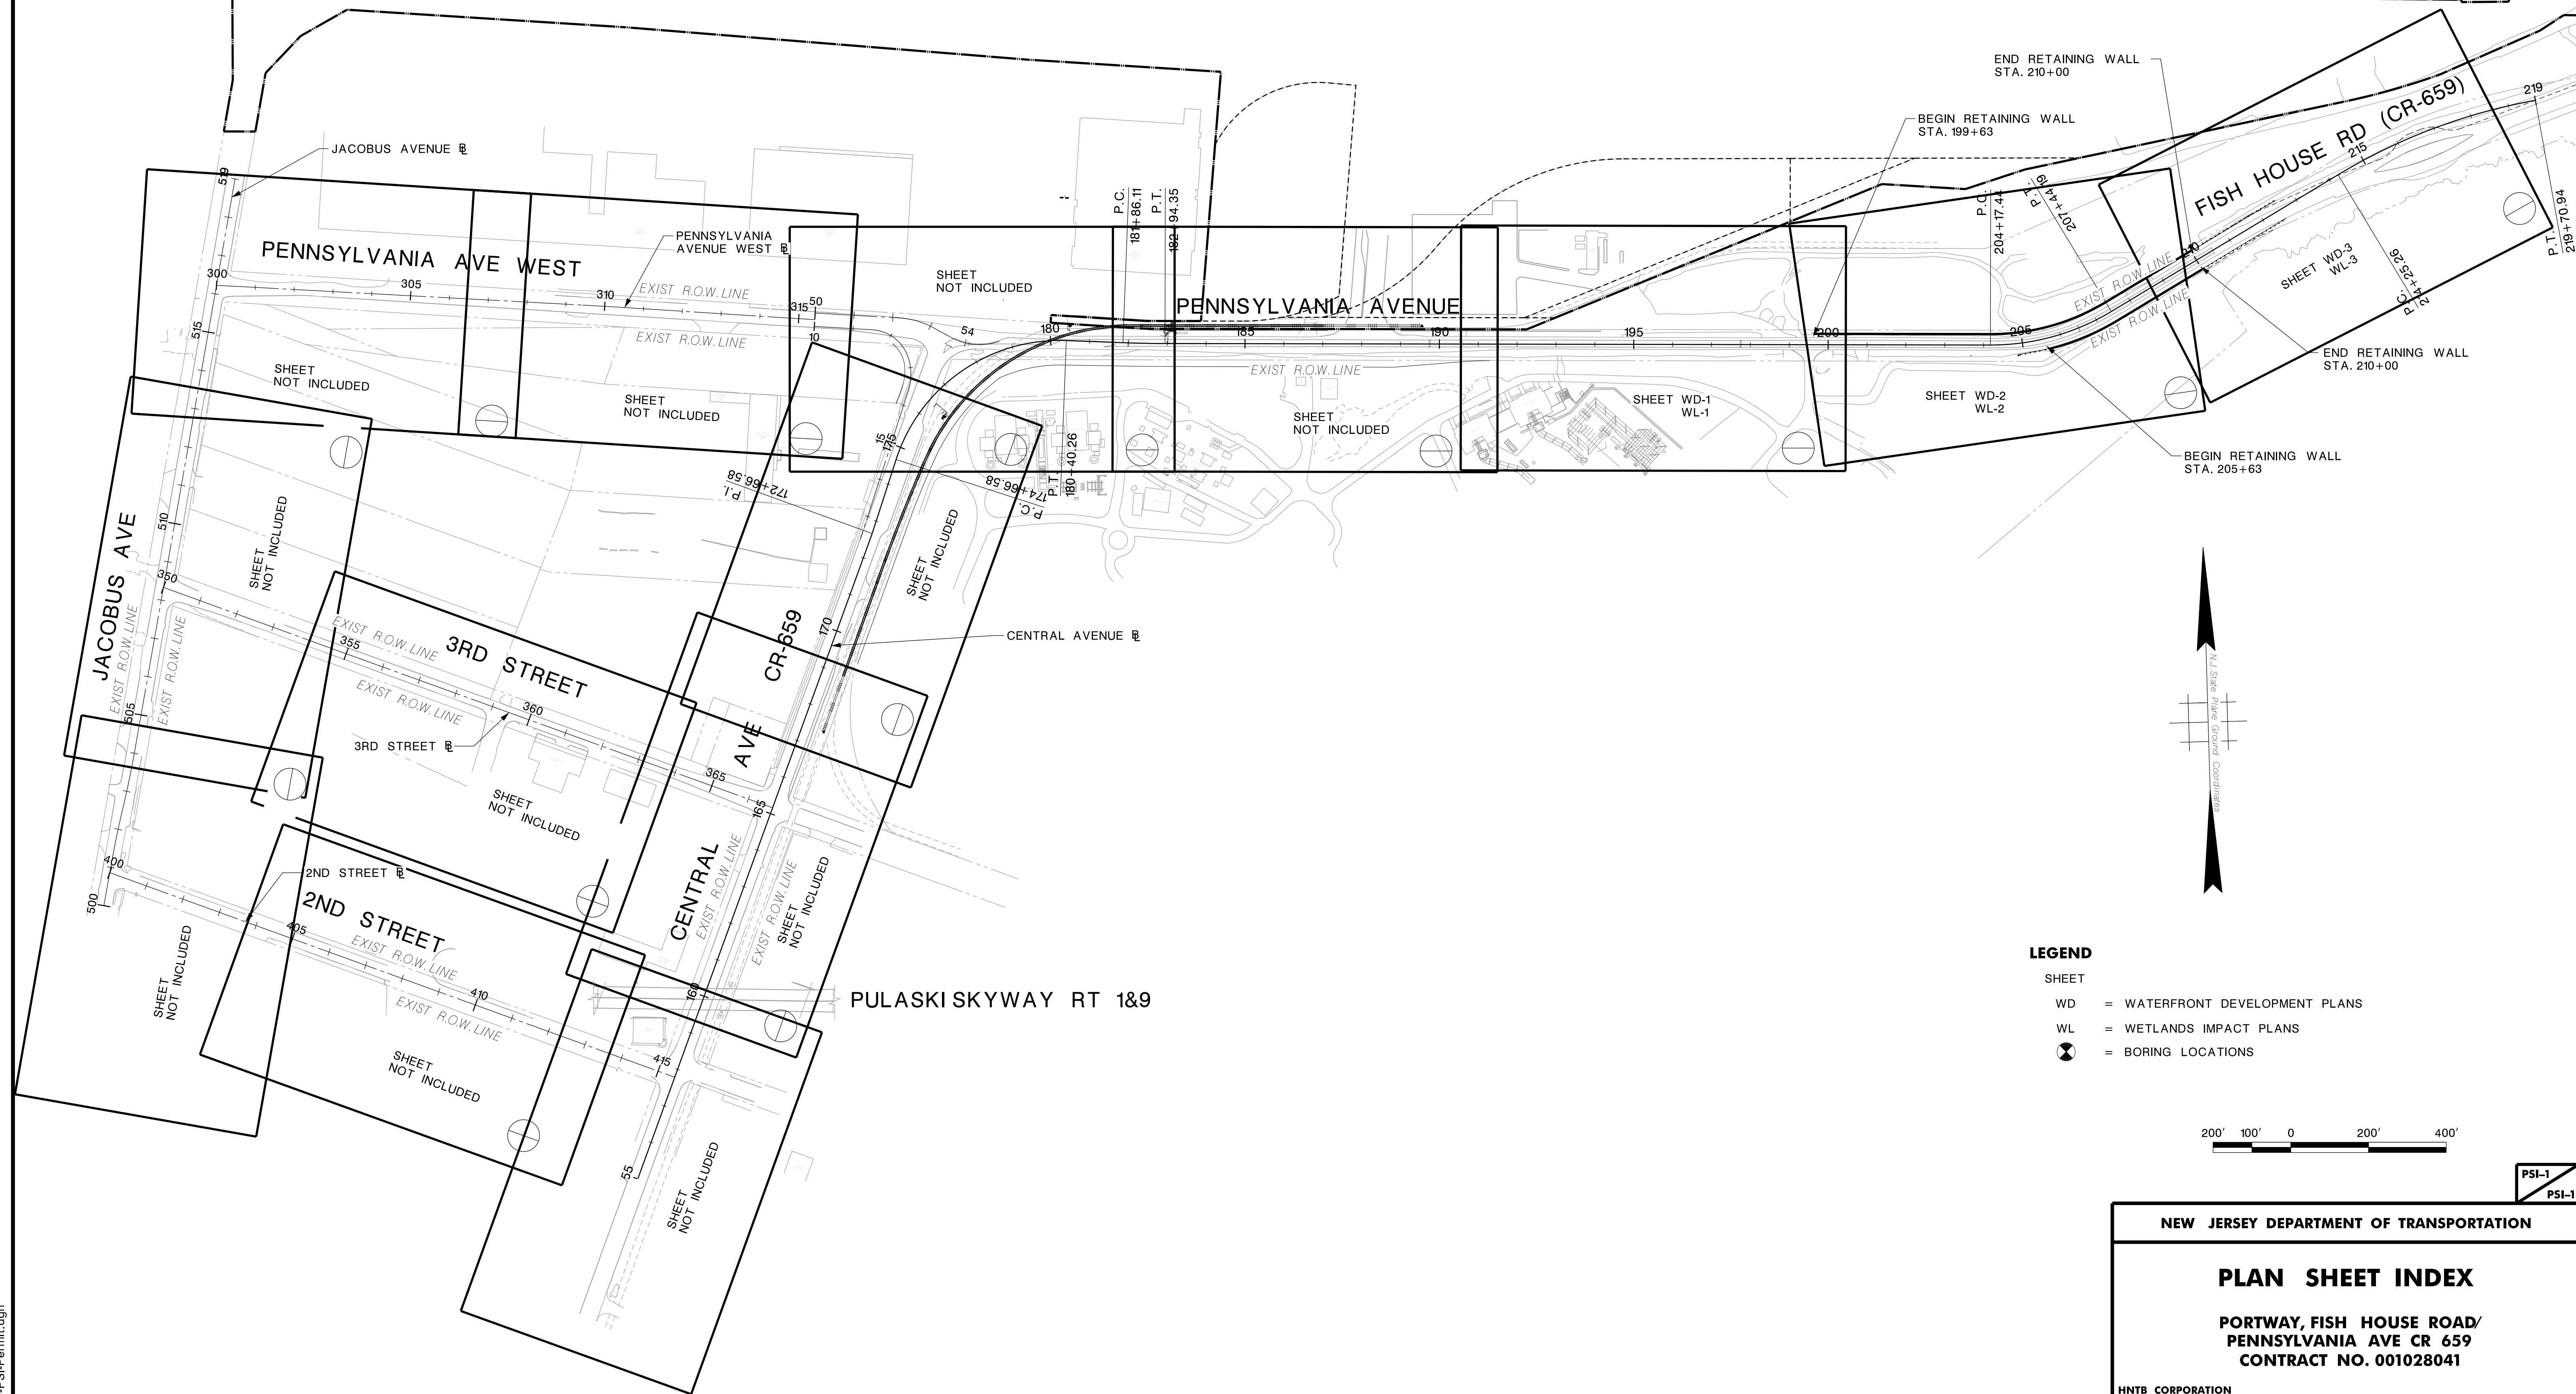 END RETAINING WALL
STA. 210+00
BEGIN RETAINING WALL
STA. 199+63
JACOBUS AVENUE ℄
519
PENNSYLVANIA AVE WEST
PENNSYLVANIA
AVENUE WEST ℄
300
305
310
315
50
10
54
515
EXIST R.O.W. LINE
EXIST R.O.W. LINE
SHEET
NOT INCLUDED
SHEET
NOT INCLUDED
SHEET
NOT INCLUDED
P.C.
181+86.11
P.T.
182+94.35
PENNSYLVANIA AVENUE
180
185
190
195
200
205
EXIST R.O.W. LINE
SHEET
NOT INCLUDED
SHEET WD-1
WL-1
SHEET WD-2
WL-2
P.C.
204+17.44
P.T.
207+44.19
EXIST R.O.W. LINE
EXIST R.O.W. LINE
210
FISH HOUSE RD (CR-659)
215
219
SHEET WD-3
WL-3
P.C.
214+25.26
P.T.
219+70.94
END RETAINING WALL
STA. 210+00
BEGIN RETAINING WALL
STA. 205+63
P.T.
180+40.26
P.C.
174+66.58
P.I.
172+66.58
15
175
SHEET
NOT INCLUDED
170
CENTRAL AVENUE ℄
JACOBUS AVE
510
SHEET
NOT INCLUDED
350
EXIST R.O.W. LINE
EXIST R.O.W. LINE
505
EXIST R.O.W. LINE
355
3RD STREET
EXIST R.O.W. LINE
360
3RD STREET ℄
365
SHEET
NOT INCLUDED
CENTRAL AVE CR-659
165
EXIST R.O.W. LINE
EXIST R.O.W. LINE
SHEET
NOT INCLUDED
400
500
2ND STREET ℄
2ND STREET
405
EXIST R.O.W. LINE
410
EXIST R.O.W. LINE
415
SHEET
NOT INCLUDED
SHEET
NOT INCLUDED
160
PULASKI SKYWAY RT 1&9
55
SHEET
NOT INCLUDED
N.J. State Plane Ground Coordinates
LEGEND
SHEET
WD = WATERFRONT DEVELOPMENT PLANS
WL = WETLANDS IMPACT PLANS
= BORING LOCATIONS
200' 100' 0 200' 400'
PSI-1
PSI-1
NEW JERSEY DEPARTMENT OF TRANSPORTATION
PLAN SHEET INDEX
PORTWAY, FISH HOUSE ROAD/
PENNSYLVANIA AVE CR 659
CONTRACT NO. 001028041
HNTB CORPORATION